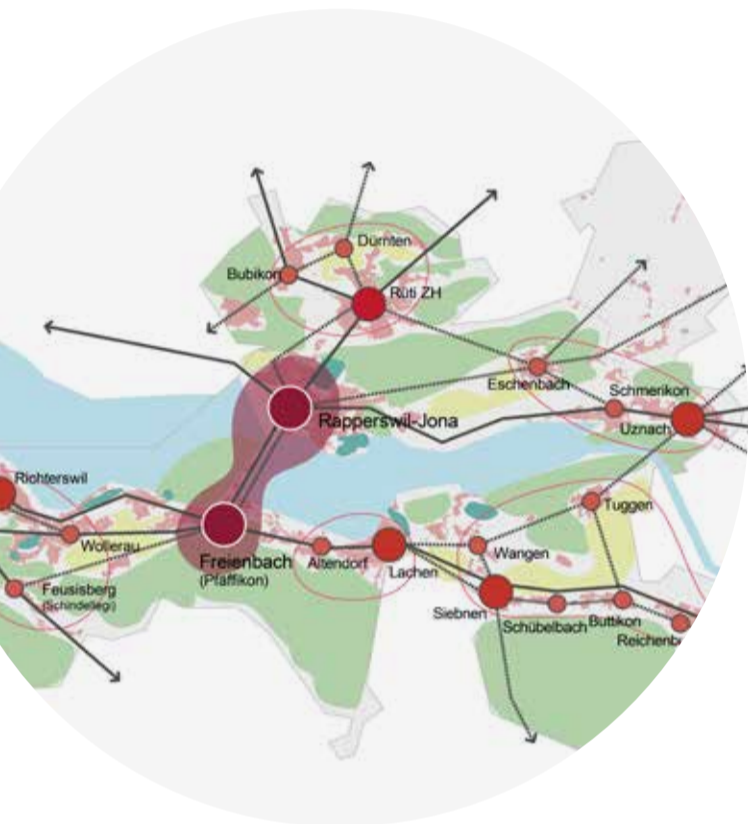 Dürnten
Bubikon
Rüti ZH
Eschenbach
Schmerikon
Rapperswil-Jona
Uznach
Richterswil
Tuggen
Wollerau
Wangen
Freienbach
(Pfäffikon)
Altendorf
Lachen
Feusisberg
(Schindellegi)
Siebnen
Schübelbach
Buttikon